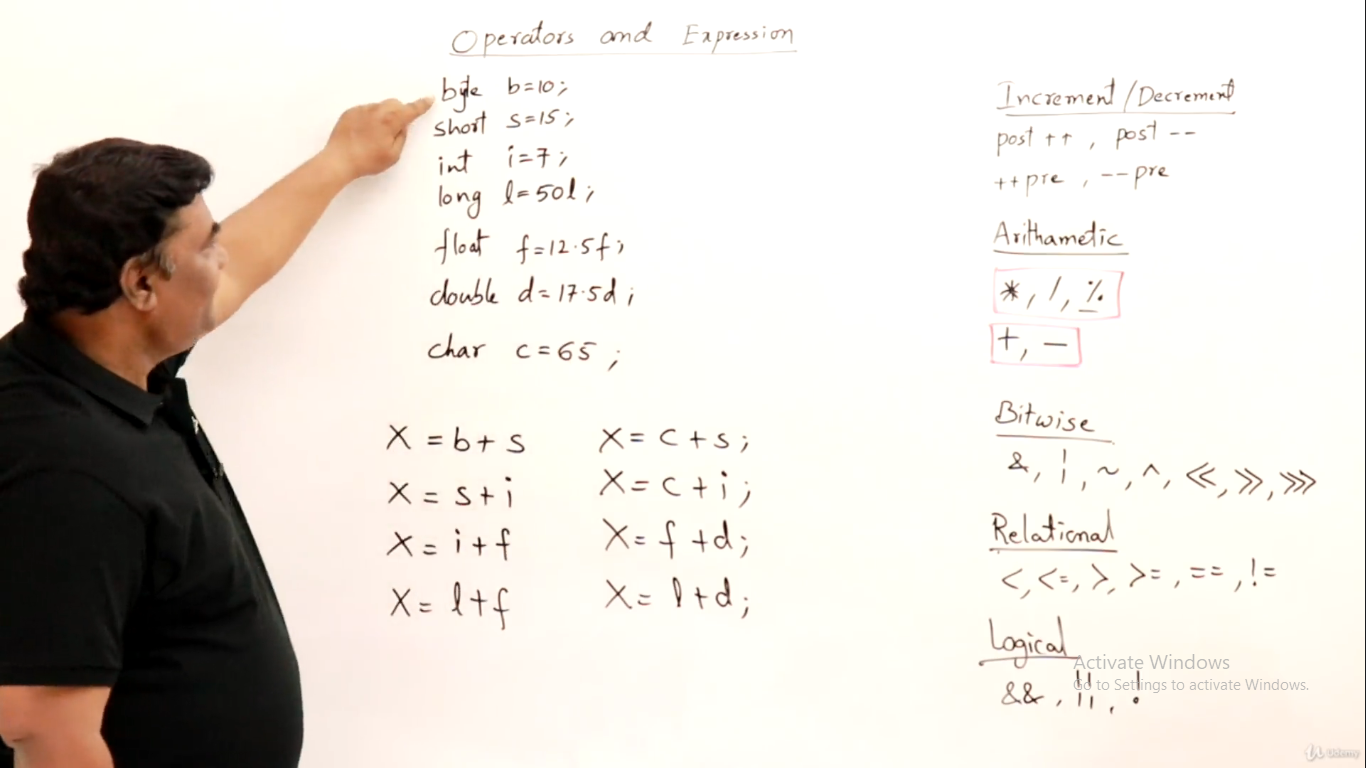 Operators and Expression
byte b=10;
short s=15;
int i=7;
long l=50l;
float f=12.5f;
double d=17.5d;
char c=65;
X=b+s
X=s+i
X=i+f
X=l+f
X=c+s;
X=c+i;
X=f+d;
X=l+d;
Increment/Decrement
post ++, post --
++pre, --pre
Arithametic
*, /, %
+, -
Bitwise
&, |, ~, ^, <<, >>, >>>
Relational
<, <=, >, >=, ==, !=
Logical
&&, ||, !
Activate Windows
Go to Settings to activate Windows.
Udemy